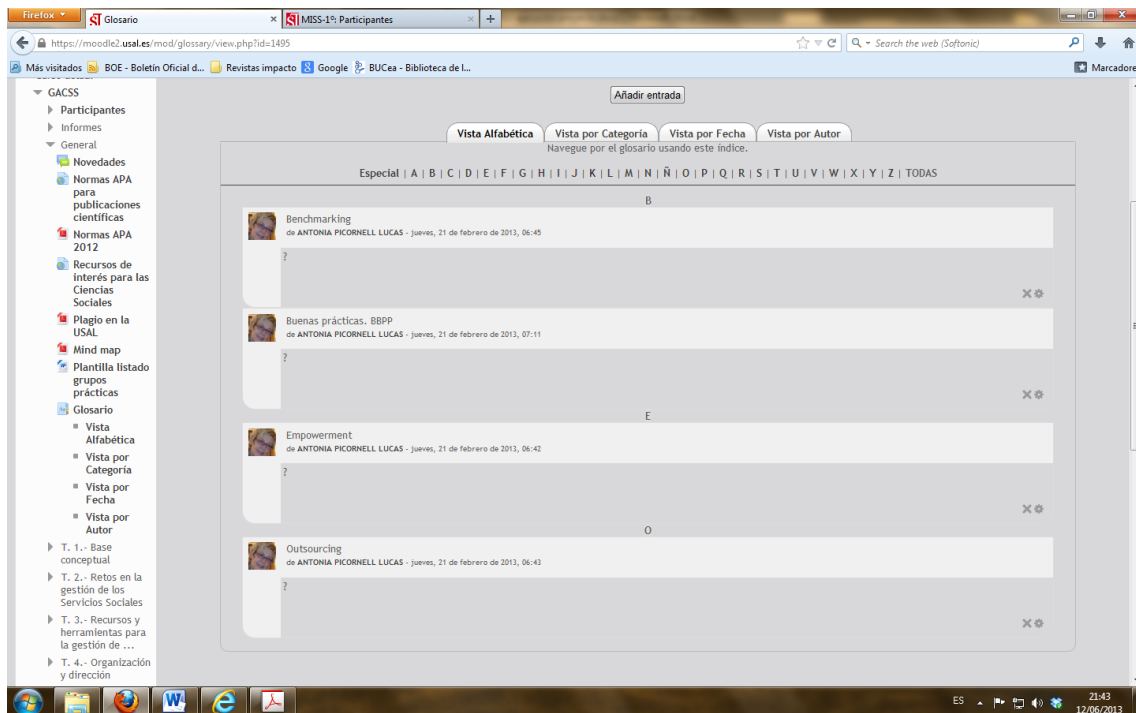 Firefox
Glosario
MISS-1º: Participantes
https://moodle2.usal.es/mod/glossary/view.php?id=1495
Search the web (Softonic)
Más visitados BOE - Boletín Oficial d... Revistas impacto Google BUCea - Biblioteca de l...
Marcadore
GACSS
Participantes
Informes
General
Novedades
Normas APA
para
publicaciones
científicas
Normas APA
2012
Recursos de
interés para las
Ciencias
Sociales
Plagio en la
USAL
Mind map
Plantilla listado
grupos
prácticas
Glosario
Vista
Alfabética
Vista por
Categoría
Vista por
Fecha
Vista por
Autor
T. 1.- Base
conceptual
T. 2.- Retos en la
gestión de los
Servicios Sociales
T. 3.- Recursos y
herramientas para
la gestión de ...
T. 4.- Organización
y dirección
Añadir entrada
Vista Alfabética Vista por Categoría Vista por Fecha Vista por Autor
Navegue por el glosario usando este índice.
Especial | A | B | C | D | E | F | G | H | I | J | K | L | M | N | Ñ | O | P | Q | R | S | T | U | V | W | X | Y | Z | TODAS
B
Benchmarking
de ANTONIA PICORNELL LUCAS - jueves, 21 de febrero de 2013, 06:45
?
Buenas prácticas. BBPP
de ANTONIA PICORNELL LUCAS - jueves, 21 de febrero de 2013, 07:11
?
E
Empowerment
de ANTONIA PICORNELL LUCAS - jueves, 21 de febrero de 2013, 06:42
?
O
Outsourcing
de ANTONIA PICORNELL LUCAS - jueves, 21 de febrero de 2013, 06:43
?
ES
21:43
12/06/2013